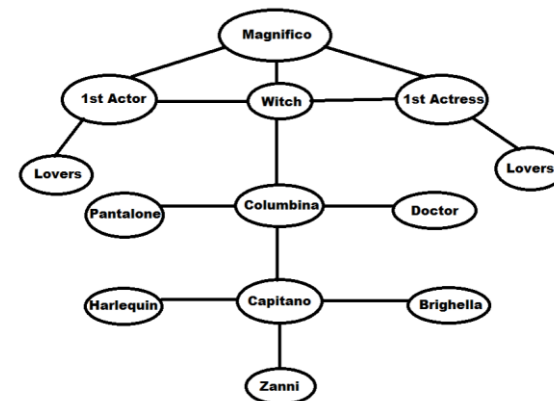 Magnifico
1st Actor
Witch
1st Actress
Lovers
Lovers
Pantalone
Columbina
Doctor
Harlequin
Capitano
Brighella
Zanni